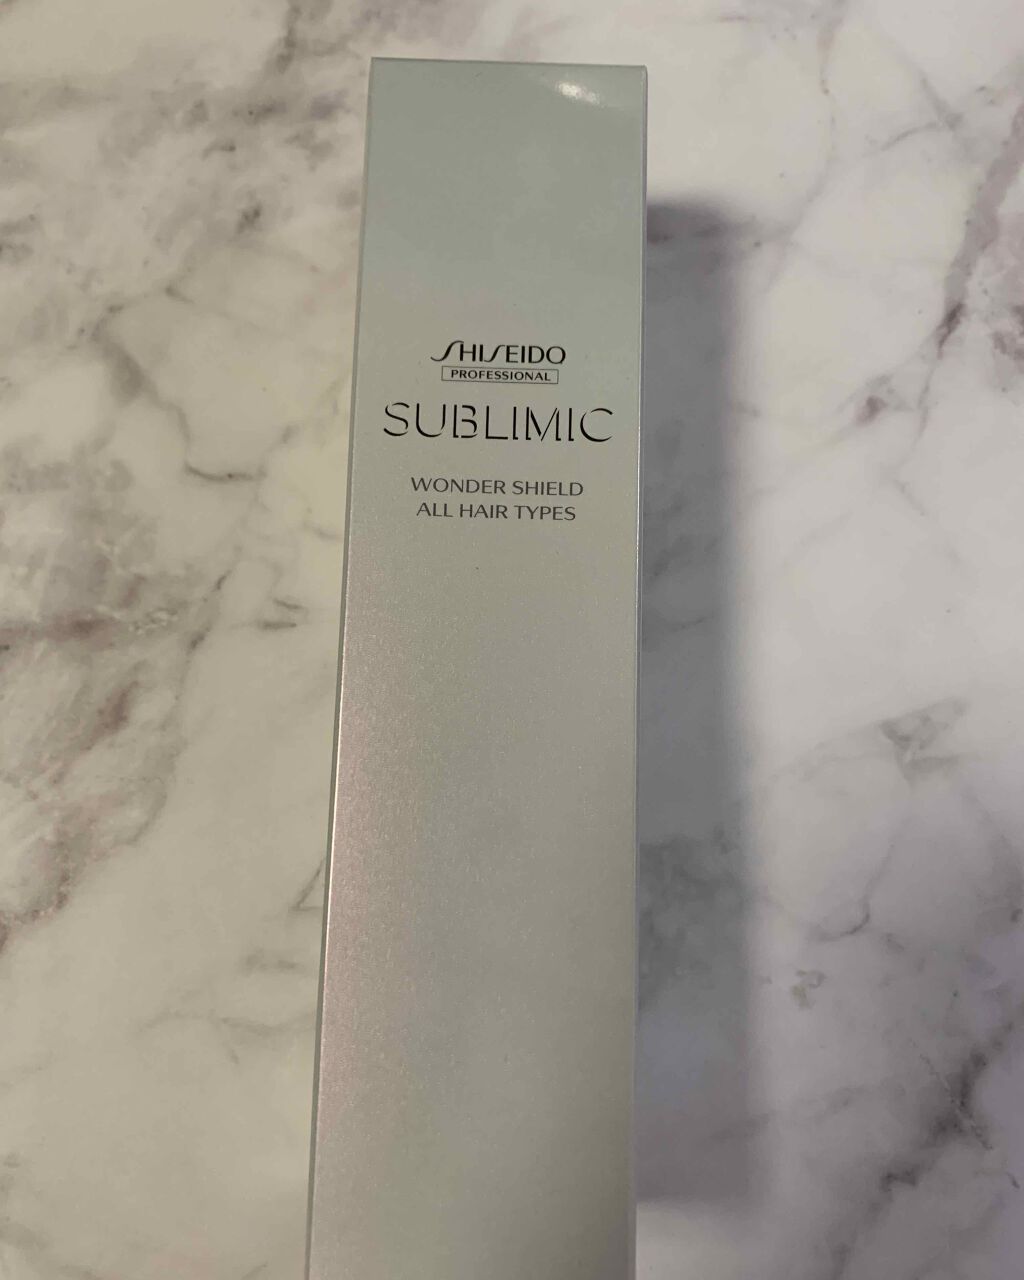 SHISEIDO
PROFESSIONAL
SUBLIMIC
WONDER SHIELD
ALL HAIR TYPES